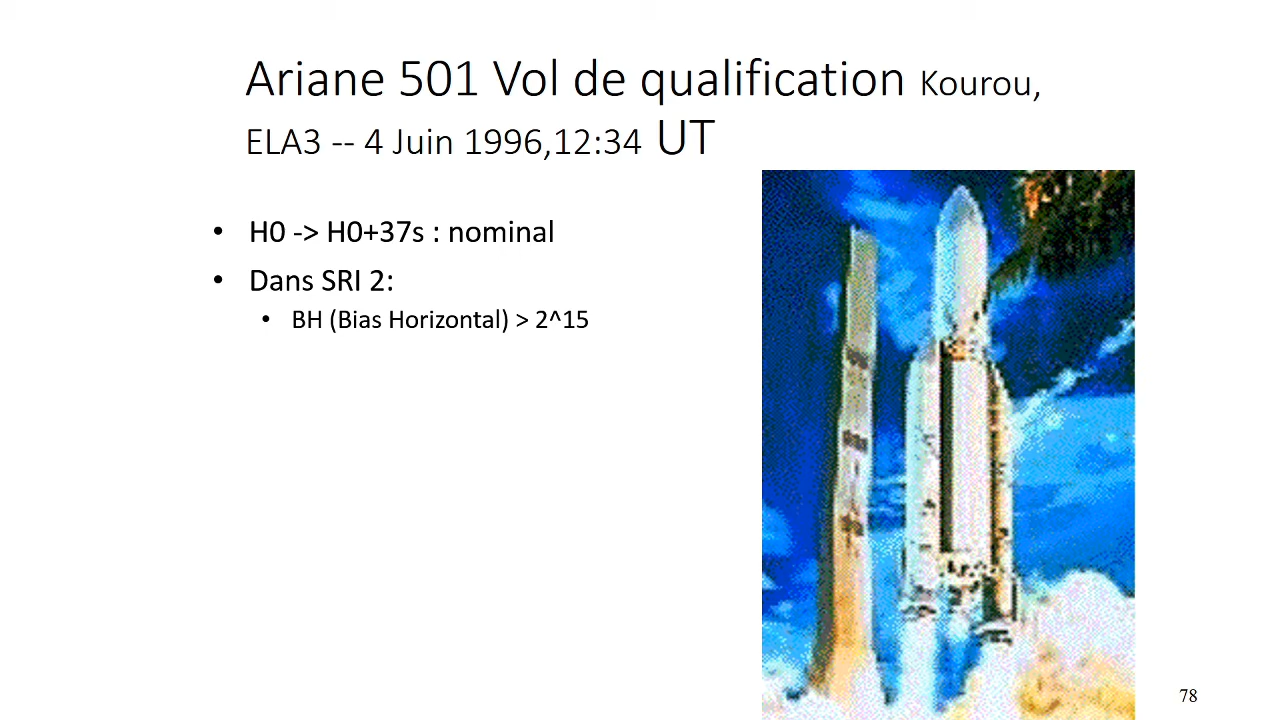 Ariane 501 Vol de qualification Kourou,
ELA3 -- 4 Juin 1996,12:34 UT
• H0 -> H0+37s : nominal
• Dans SRI 2:
• BH (Bias Horizontal) > 2^15
78